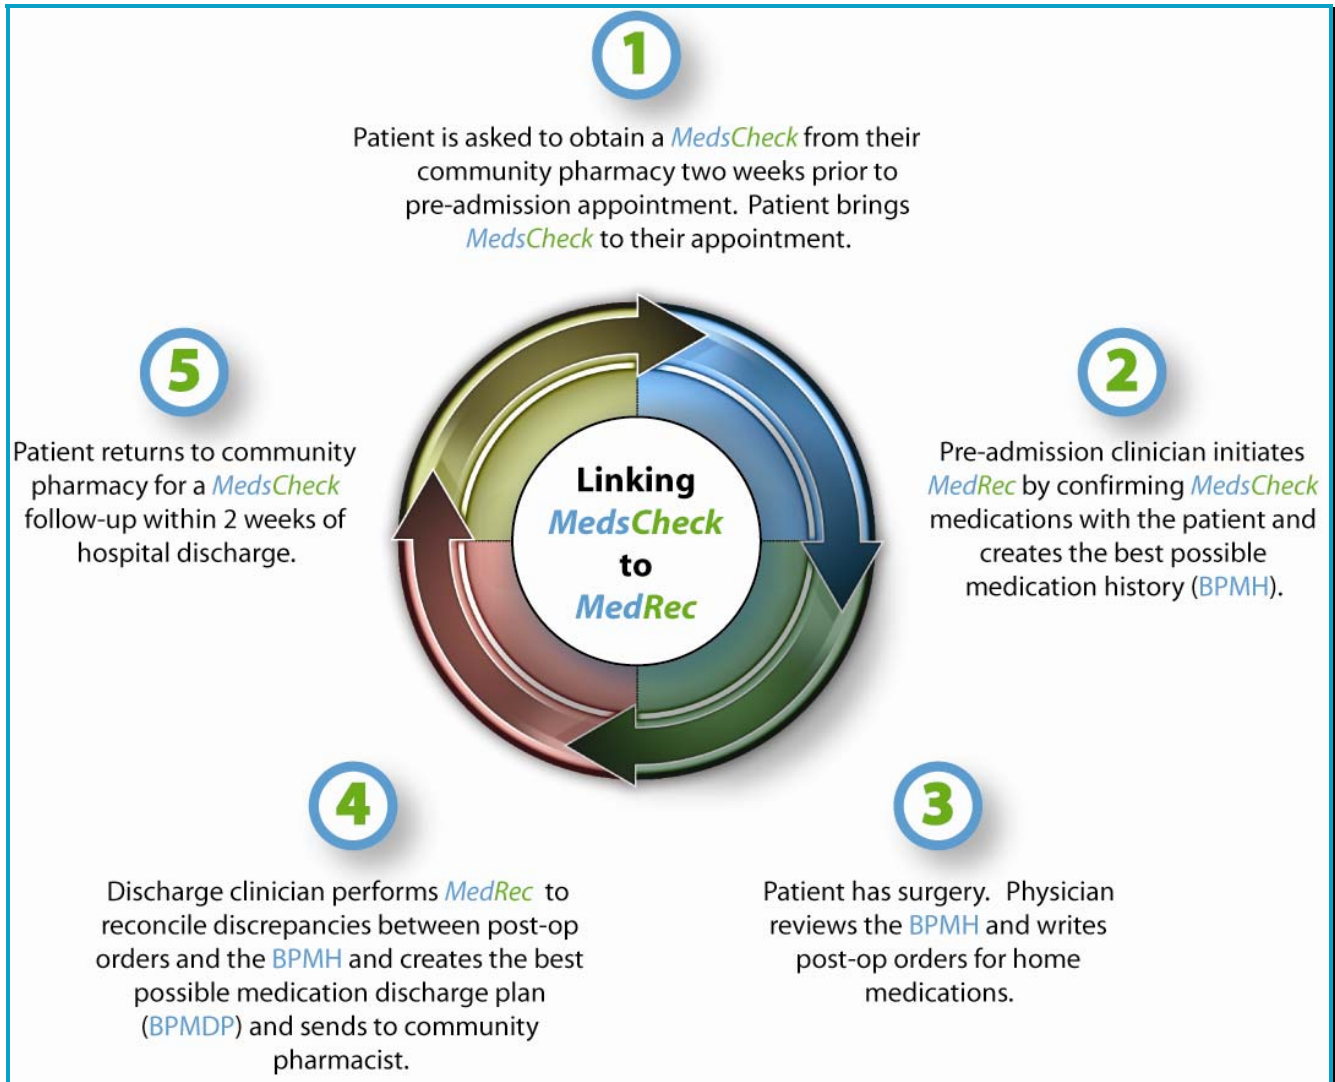 1
Patient is asked to obtain a MedsCheck from their
community pharmacy two weeks prior to
pre-admission appointment. Patient brings
MedsCheck to their appointment.
2
Pre-admission clinician initiates
MedRec by confirming MedsCheck
medications with the patient and
creates the best possible
medication history (BPMH).
3
Patient has surgery. Physician
reviews the BPMH and writes
post-op orders for home
medications.
4
Discharge clinician performs MedRec to
reconcile discrepancies between post-op
orders and the BPMH and creates the best
possible medication discharge plan
(BPMDP) and sends to community
pharmacist.
5
Patient returns to community
pharmacy for a MedsCheck
follow-up within 2 weeks of
hospital discharge.
Linking
MedsCheck
to
MedRec